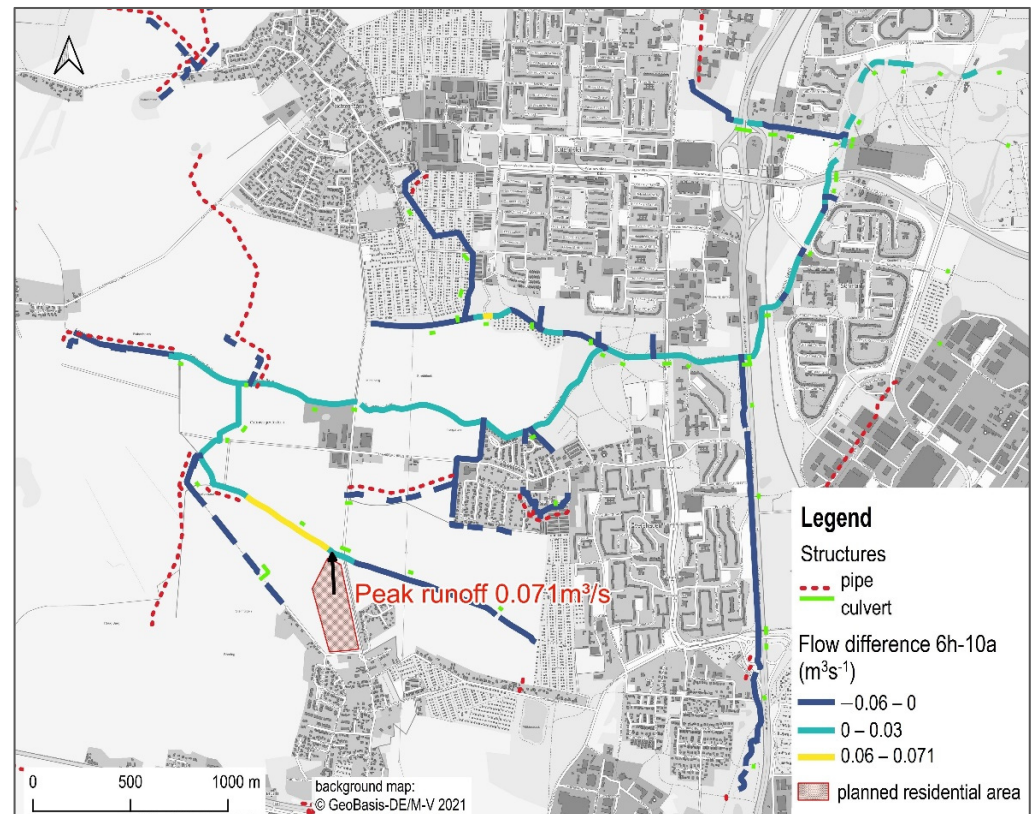 Peak runoff 0.071m³/s
Legend
Structures
pipe
culvert
Flow difference 6h-10a
(m³s⁻¹)
−0.06 – 0
0 – 0.03
0.06 – 0.071
planned residential area
0 500 1000 m
background map:
© GeoBasis-DE/M-V 2021